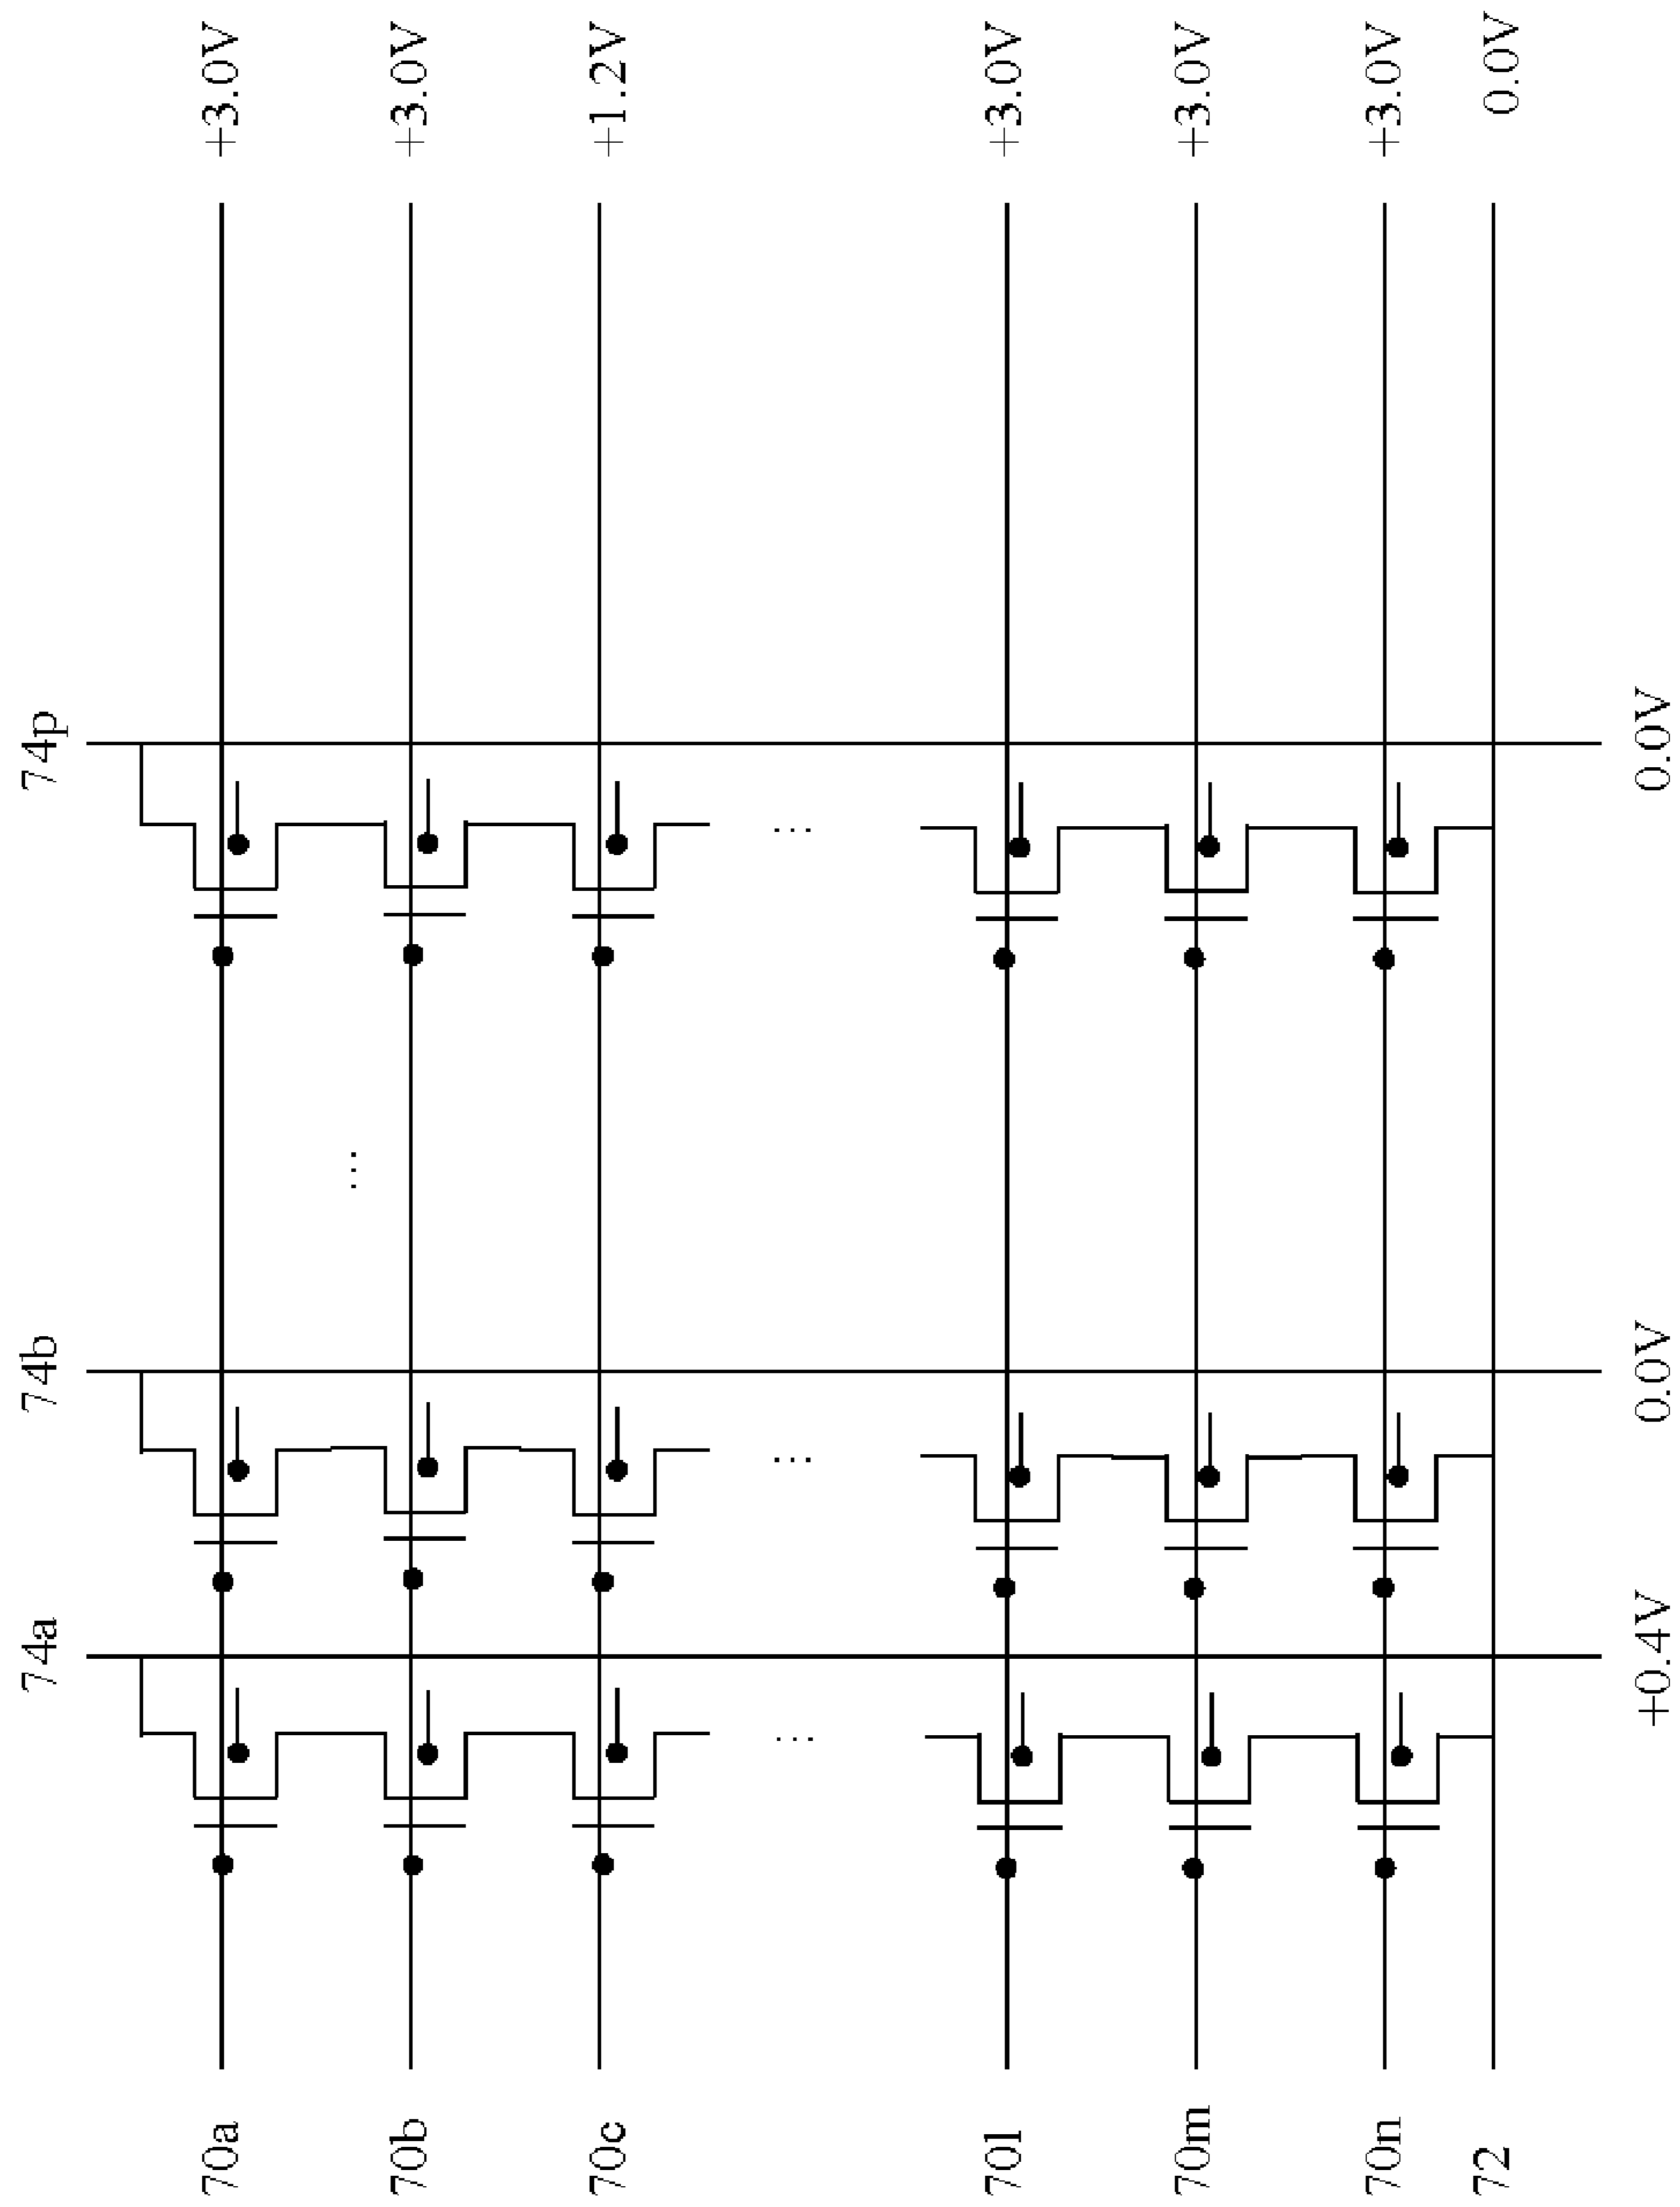 74a 74b 74p
70a +3.0V
70b +3.0V
70c +1.2V
...
... ... ...
70l +3.0V
70m +3.0V
70n +3.0V
72 0.0V
+0.4V 0.0V 0.0V